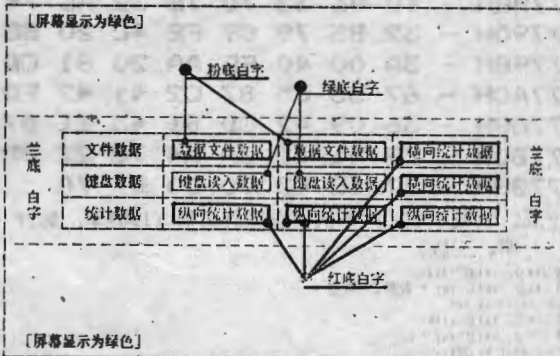 [屏幕显示为绿色]
粉底白字
绿底白字
兰底白字
文件数据 数据文件数据 数据文件数据 横向统计数据
键盘数据 键盘读入数据 键盘读入数据 横向统计数据
统计数据 纵向统计数据 纵向统计数据 纵向统计数据
兰底白字
红底白字
[屏幕显示为绿色]